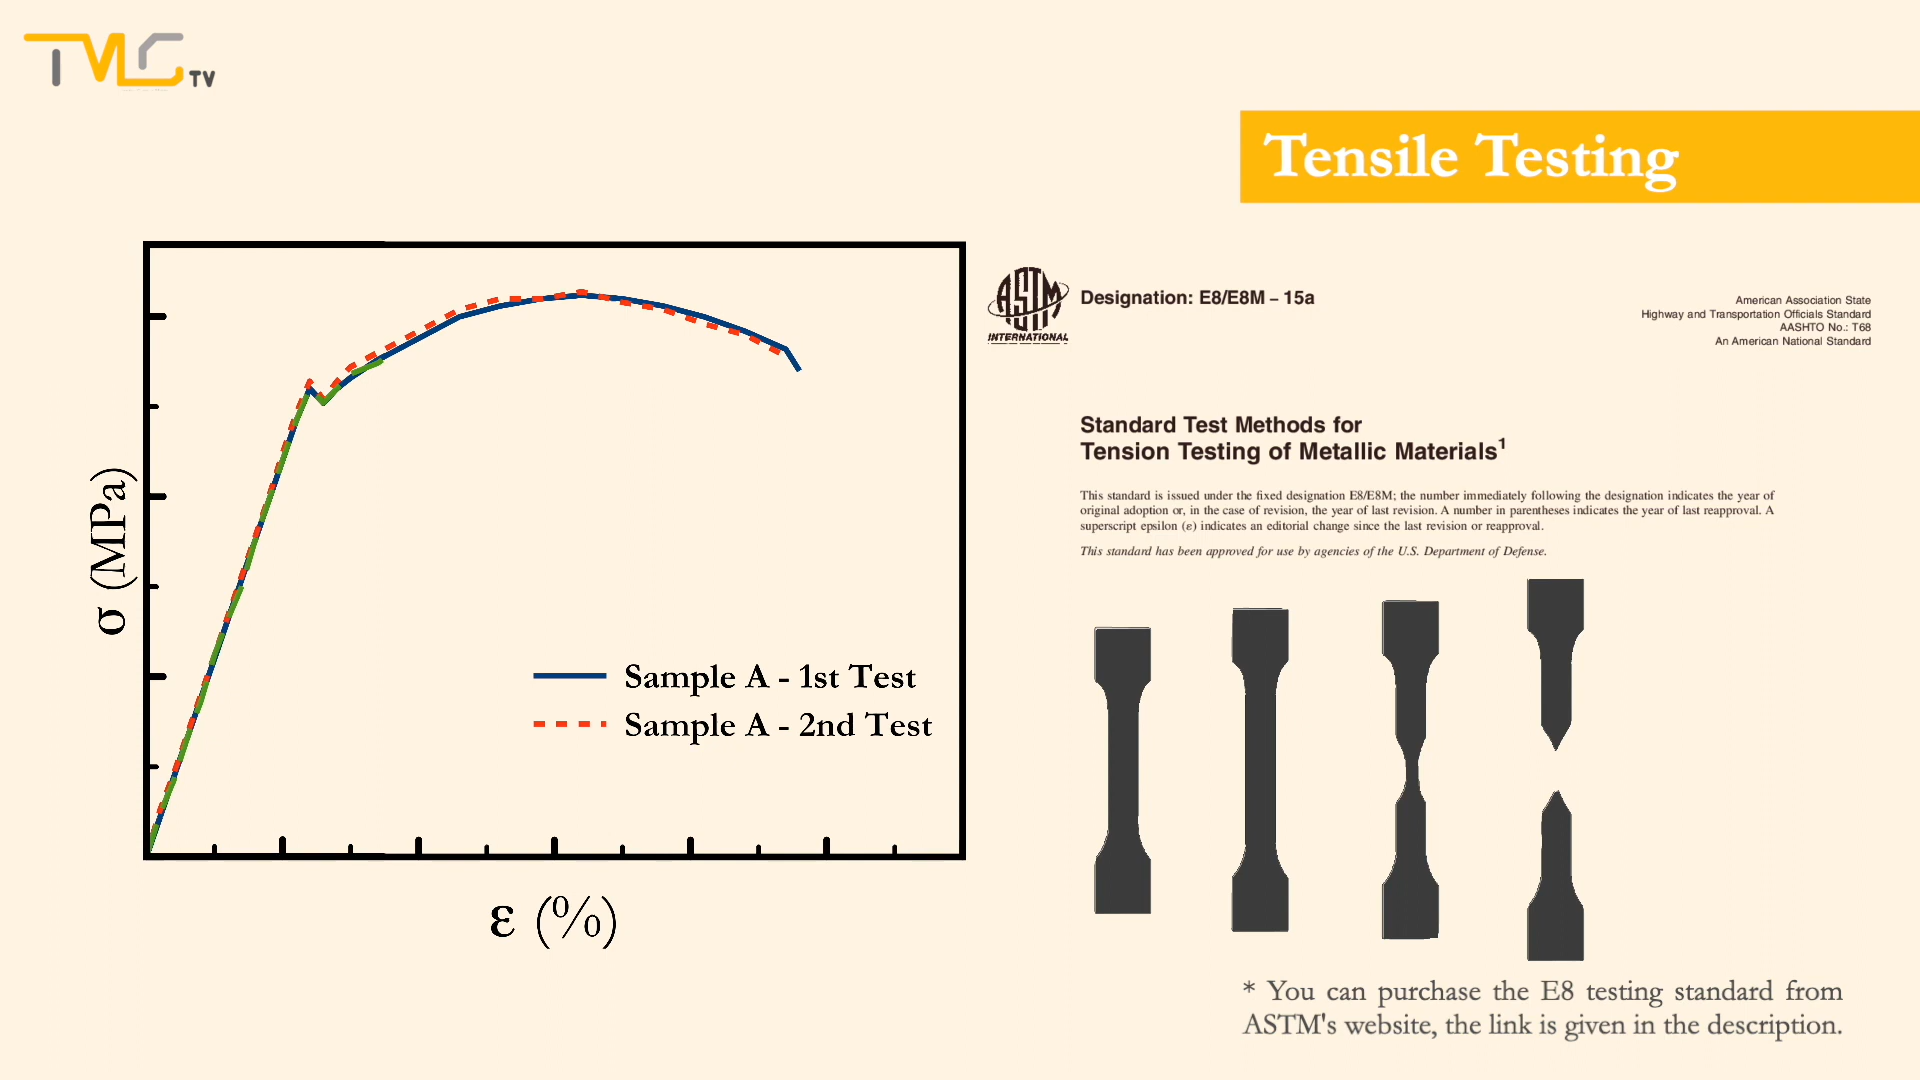 TMC TV
Tensile Testing
ASTM
INTERNATIONAL
Designation: E8/E8M – 15a
American Association State
Highway and Transportation Officials Standard
AASHTO No.: T68
An American National Standard
Standard Test Methods for
Tension Testing of Metallic Materials¹
This standard is issued under the fixed designation E8/E8M; the number immediately following the designation indicates the year of
original adoption or, in the case of revision, the year of last revision. A number in parentheses indicates the year of last reapproval. A
superscript epsilon (ε) indicates an editorial change since the last revision or reapproval.
This standard has been approved for use by agencies of the U.S. Department of Defense.
σ (MPa)
Sample A - 1st Test
Sample A - 2nd Test
ε (%)
* You can purchase the E8 testing standard from
ASTM's website, the link is given in the description.